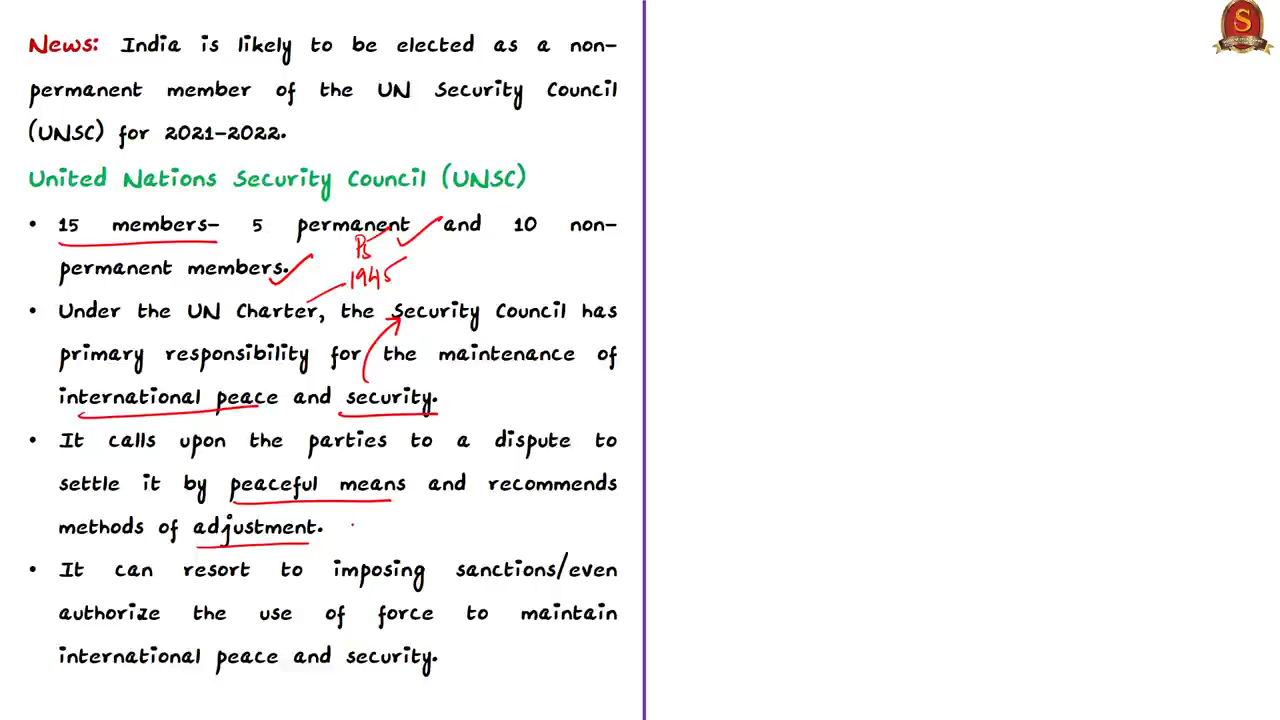 News: India is likely to be elected as a non-
permanent member of the UN Security Council
(UNSC) for 2021-2022.
United Nations Security Council (UNSC)
• 15 members- 5 permanent and 10 non-
permanent members.
1945
• Under the UN Charter, the Security Council has
primary responsibility for the maintenance of
international peace and security.
• It calls upon the parties to a dispute to
settle it by peaceful means and recommends
methods of adjustment.
• It can resort to imposing sanctions/even
authorize the use of force to maintain
international peace and security.
S